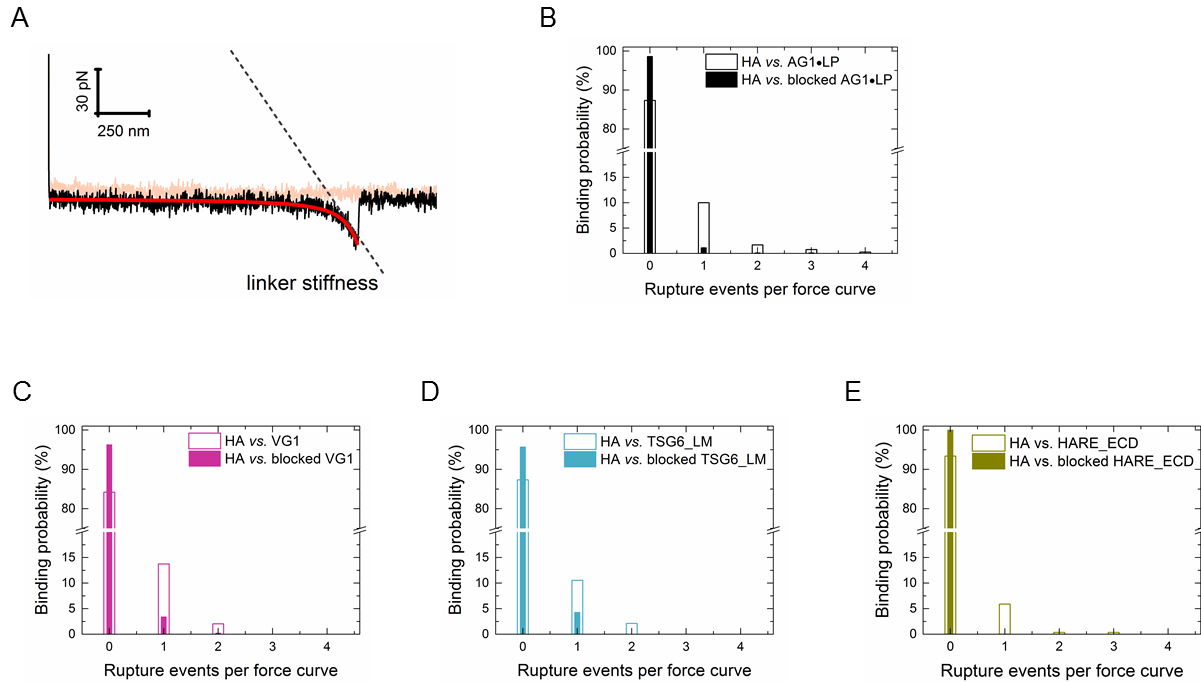 A
30 pN
250 nm
linker stiffness
B
Binding probability (%)
100
90
80
15
10
5
0
HA vs. AG1•LP
HA vs. blocked AG1•LP
0 1 2 3 4
Rupture events per force curve
C
Binding probability (%)
100
90
80
15
10
5
0
HA vs. VG1
HA vs. blocked VG1
0 1 2 3 4
Rupture events per force curve
D
Binding probability (%)
100
90
80
15
10
5
0
HA vs. TSG6_LM
HA vs. blocked TSG6_LM
0 1 2 3 4
Rupture events per force curve
E
Binding probability (%)
100
90
80
15
10
5
0
HA vs. HARE_ECD
HA vs. blocked HARE_ECD
0 1 2 3 4
Rupture events per force curve